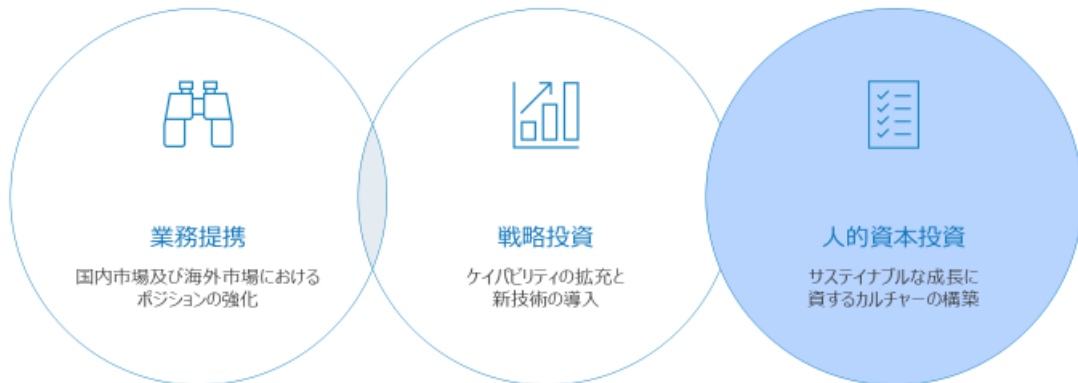 業務提携
国内市場及び海外市場における
ポジションの強化
戦略投資
ケイパビリティの拡充と
新技術の導入
人的資本投資
サステイナブルな成長に
資するカルチャーの構築